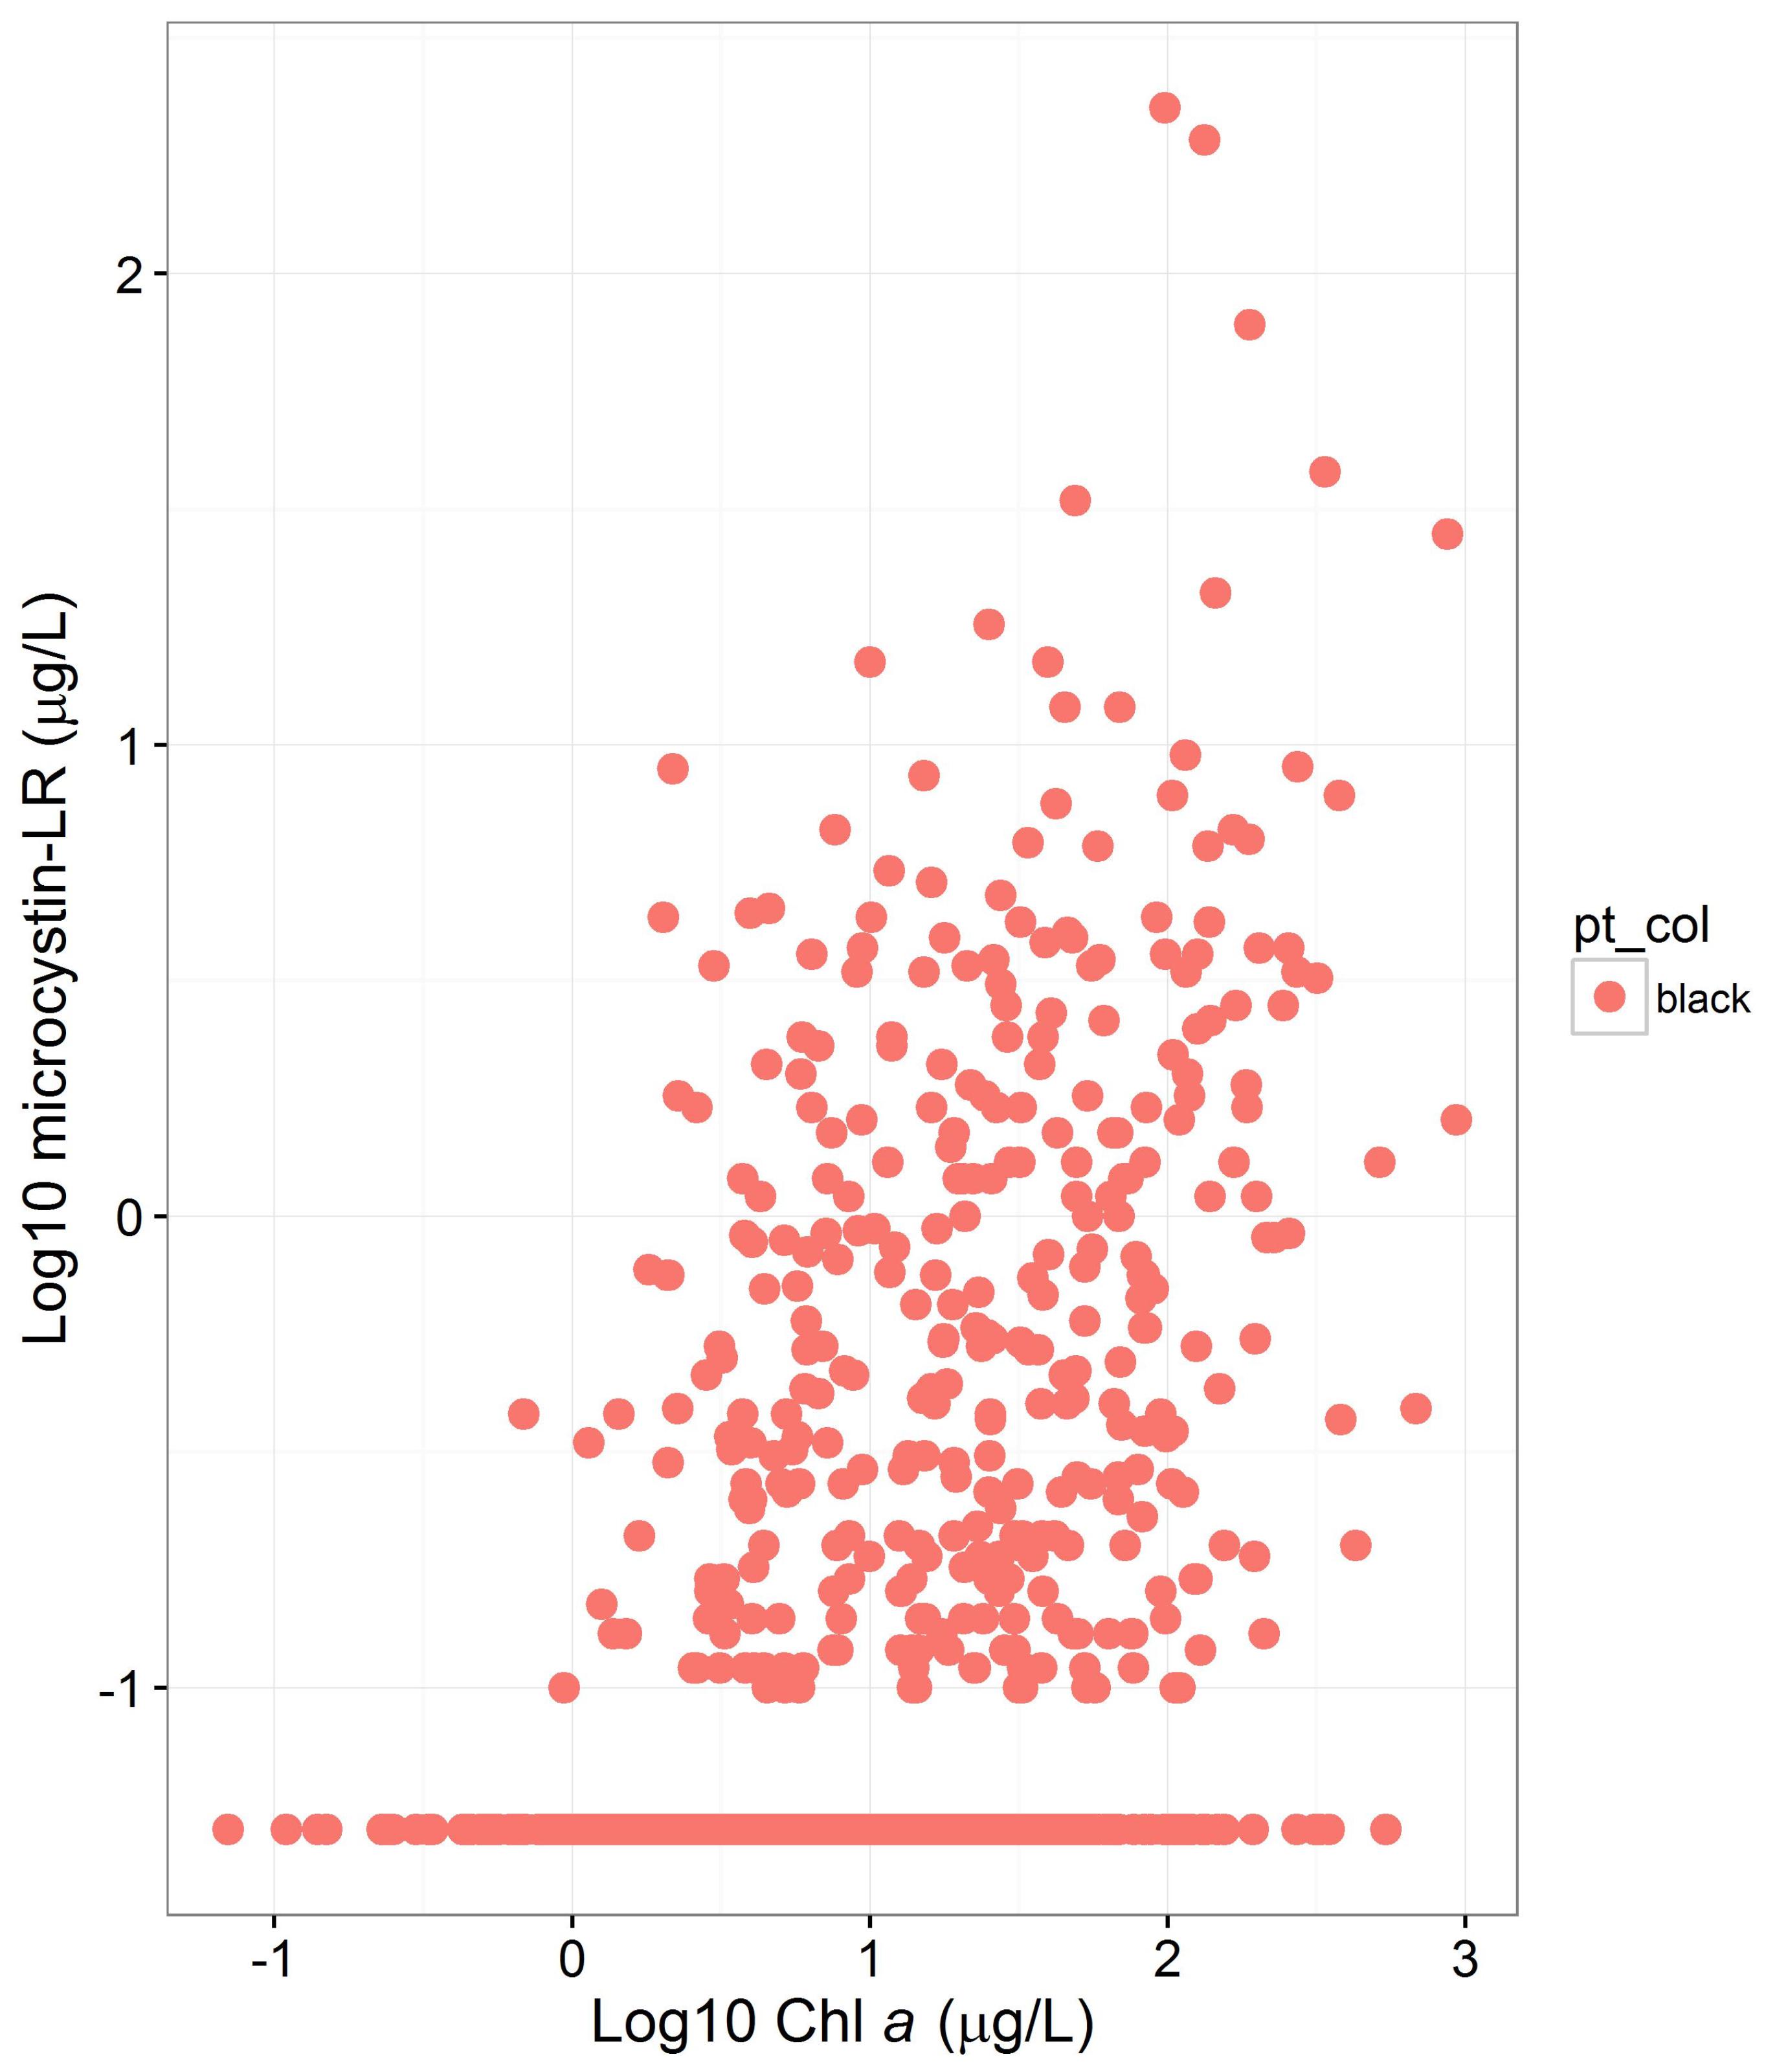 2
1
0
-1
Log10 microcystin-LR (μg/L)
-1 0 1 2 3
Log10 Chl a (μg/L)
pt_col
black